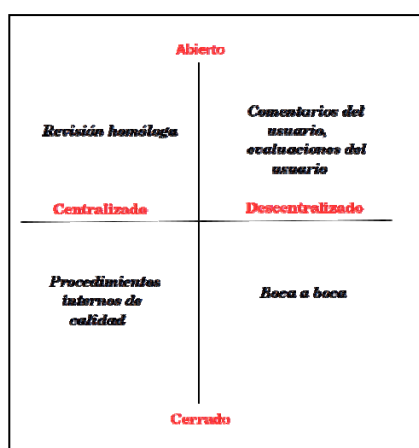 Abierto
Revisión homóloga
Comentarios del
usuario,
evaluaciones del
usuario
Centralizado
Descentralizado
Procedimientos
internos de
calidad
Boca a boca
Cerrado